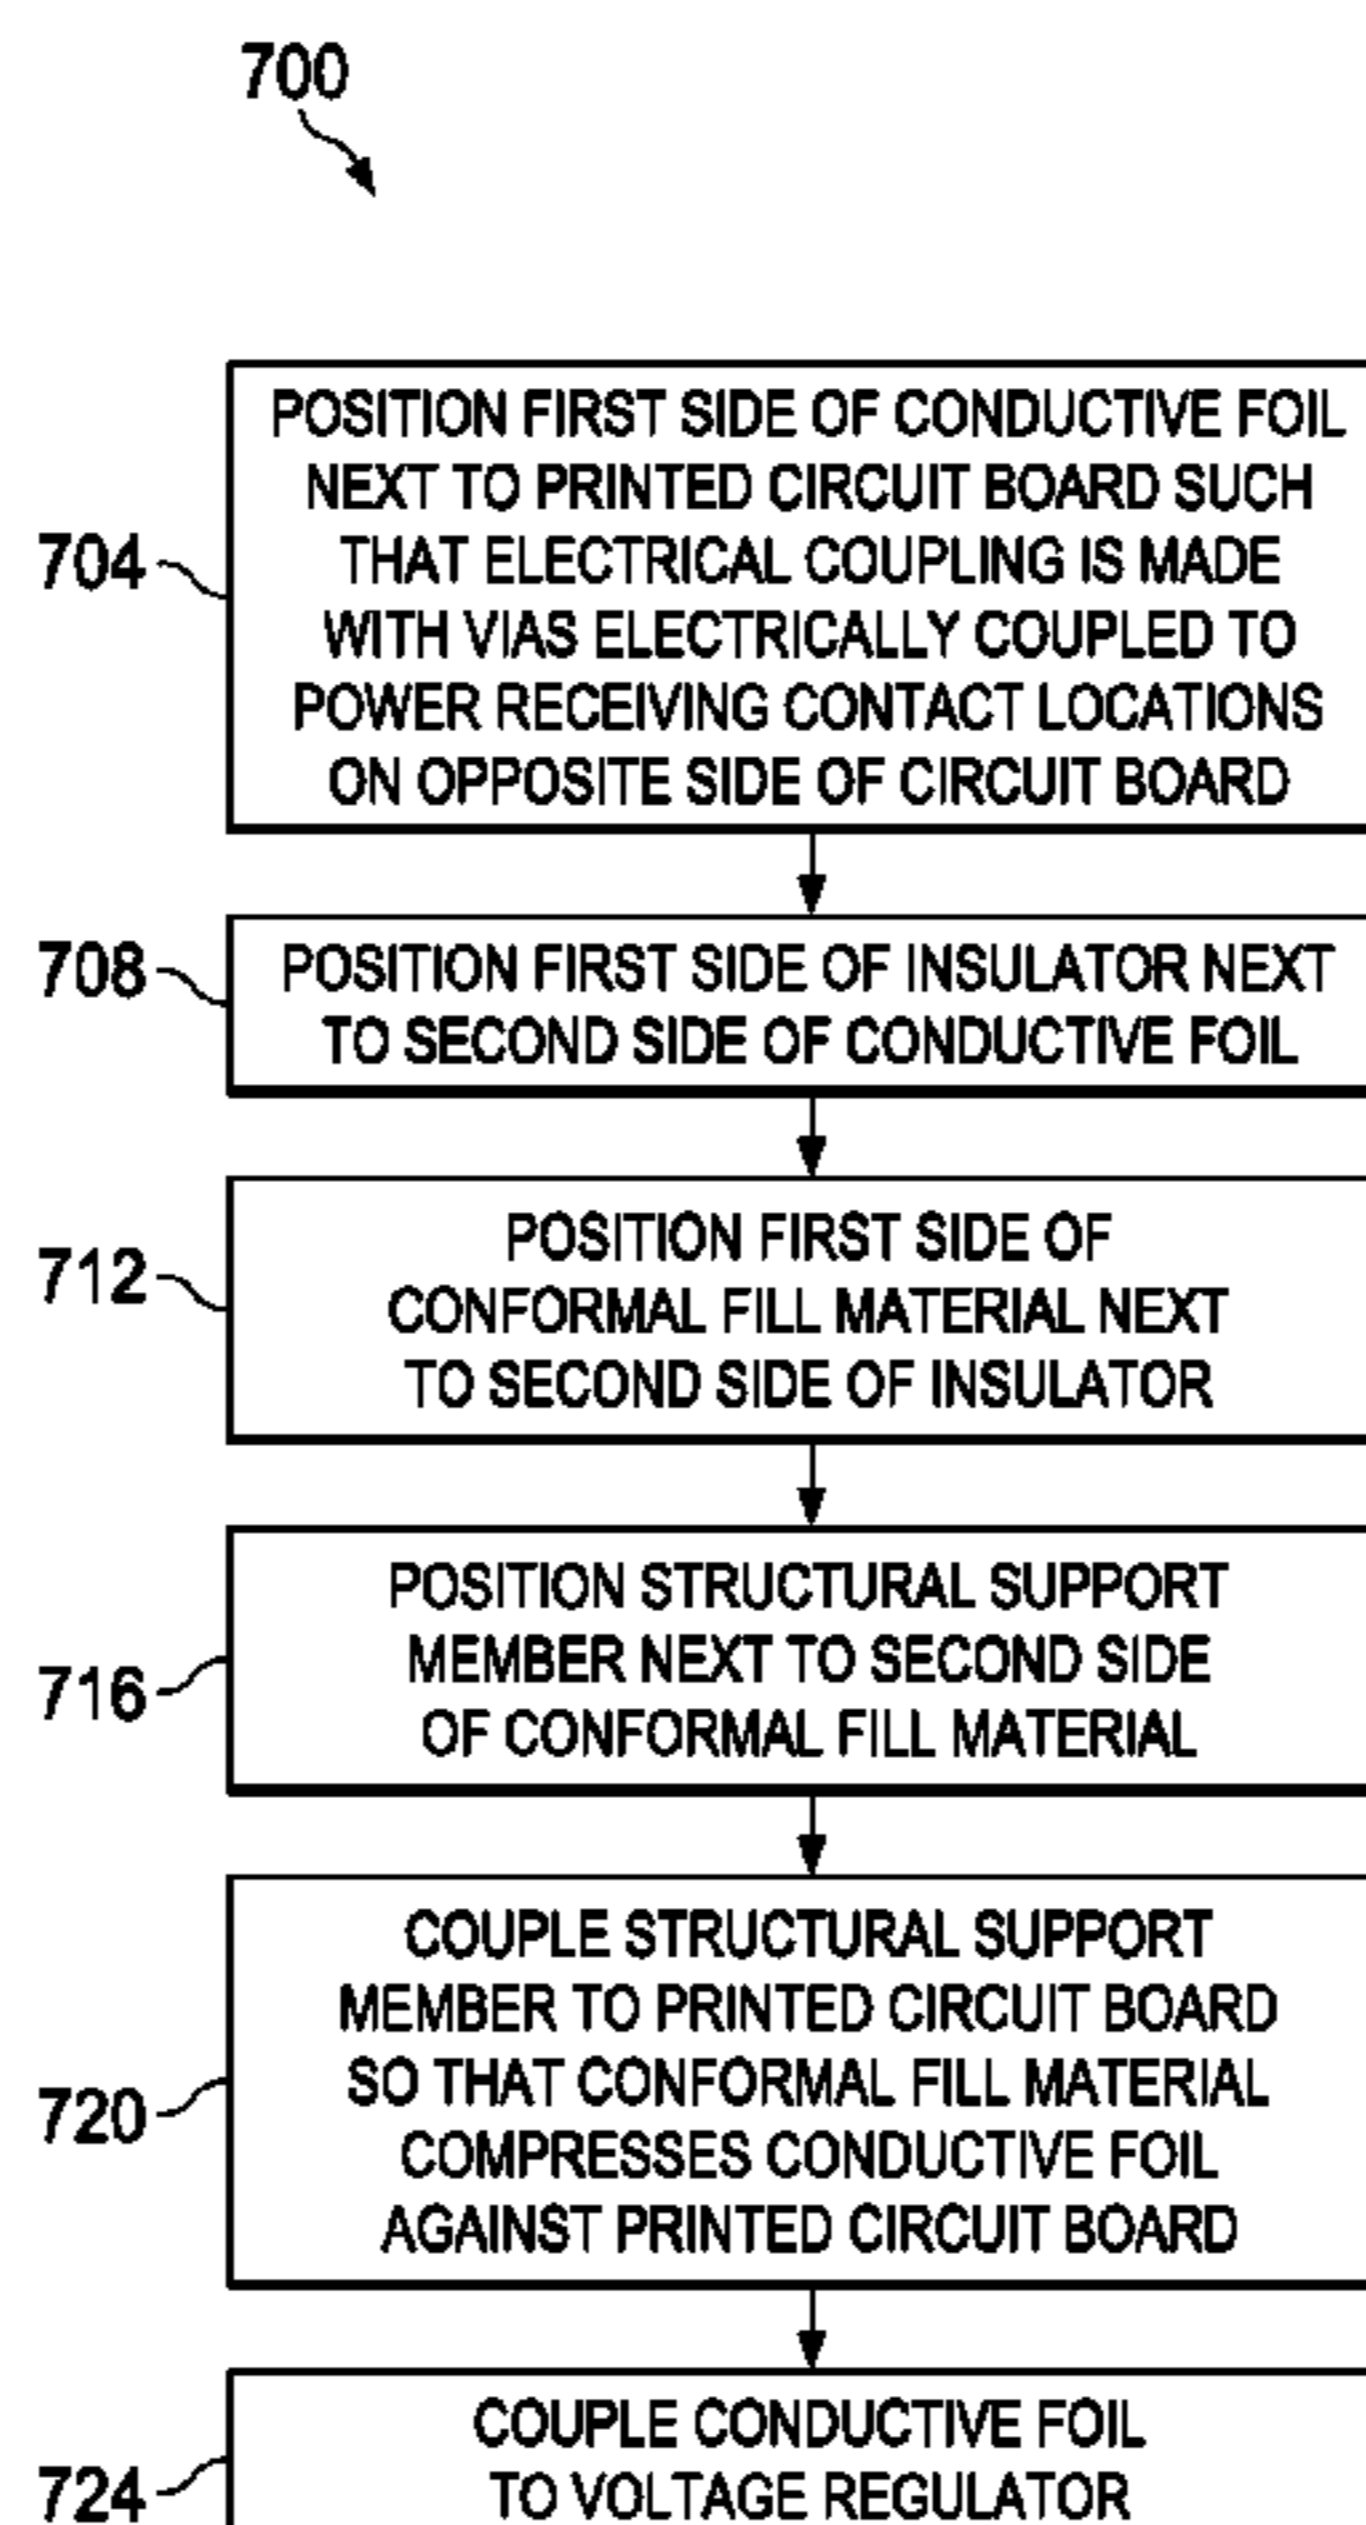 700
704
POSITION FIRST SIDE OF CONDUCTIVE FOIL
NEXT TO PRINTED CIRCUIT BOARD SUCH
THAT ELECTRICAL COUPLING IS MADE
WITH VIAS ELECTRICALLY COUPLED TO
POWER RECEIVING CONTACT LOCATIONS
ON OPPOSITE SIDE OF CIRCUIT BOARD
708
POSITION FIRST SIDE OF INSULATOR NEXT
TO SECOND SIDE OF CONDUCTIVE FOIL
712
POSITION FIRST SIDE OF
CONFORMAL FILL MATERIAL NEXT
TO SECOND SIDE OF INSULATOR
716
POSITION STRUCTURAL SUPPORT
MEMBER NEXT TO SECOND SIDE
OF CONFORMAL FILL MATERIAL
720
COUPLE STRUCTURAL SUPPORT
MEMBER TO PRINTED CIRCUIT BOARD
SO THAT CONFORMAL FILL MATERIAL
COMPRESSES CONDUCTIVE FOIL
AGAINST PRINTED CIRCUIT BOARD
724
COUPLE CONDUCTIVE FOIL
TO VOLTAGE REGULATOR